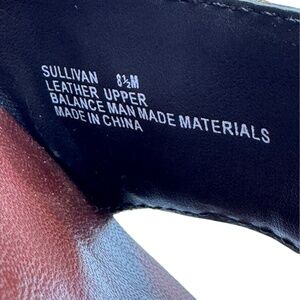 SULLIVAN 8½M
LEATHER UPPER
BALANCE MAN MADE MATERIALS
MADE IN CHINA